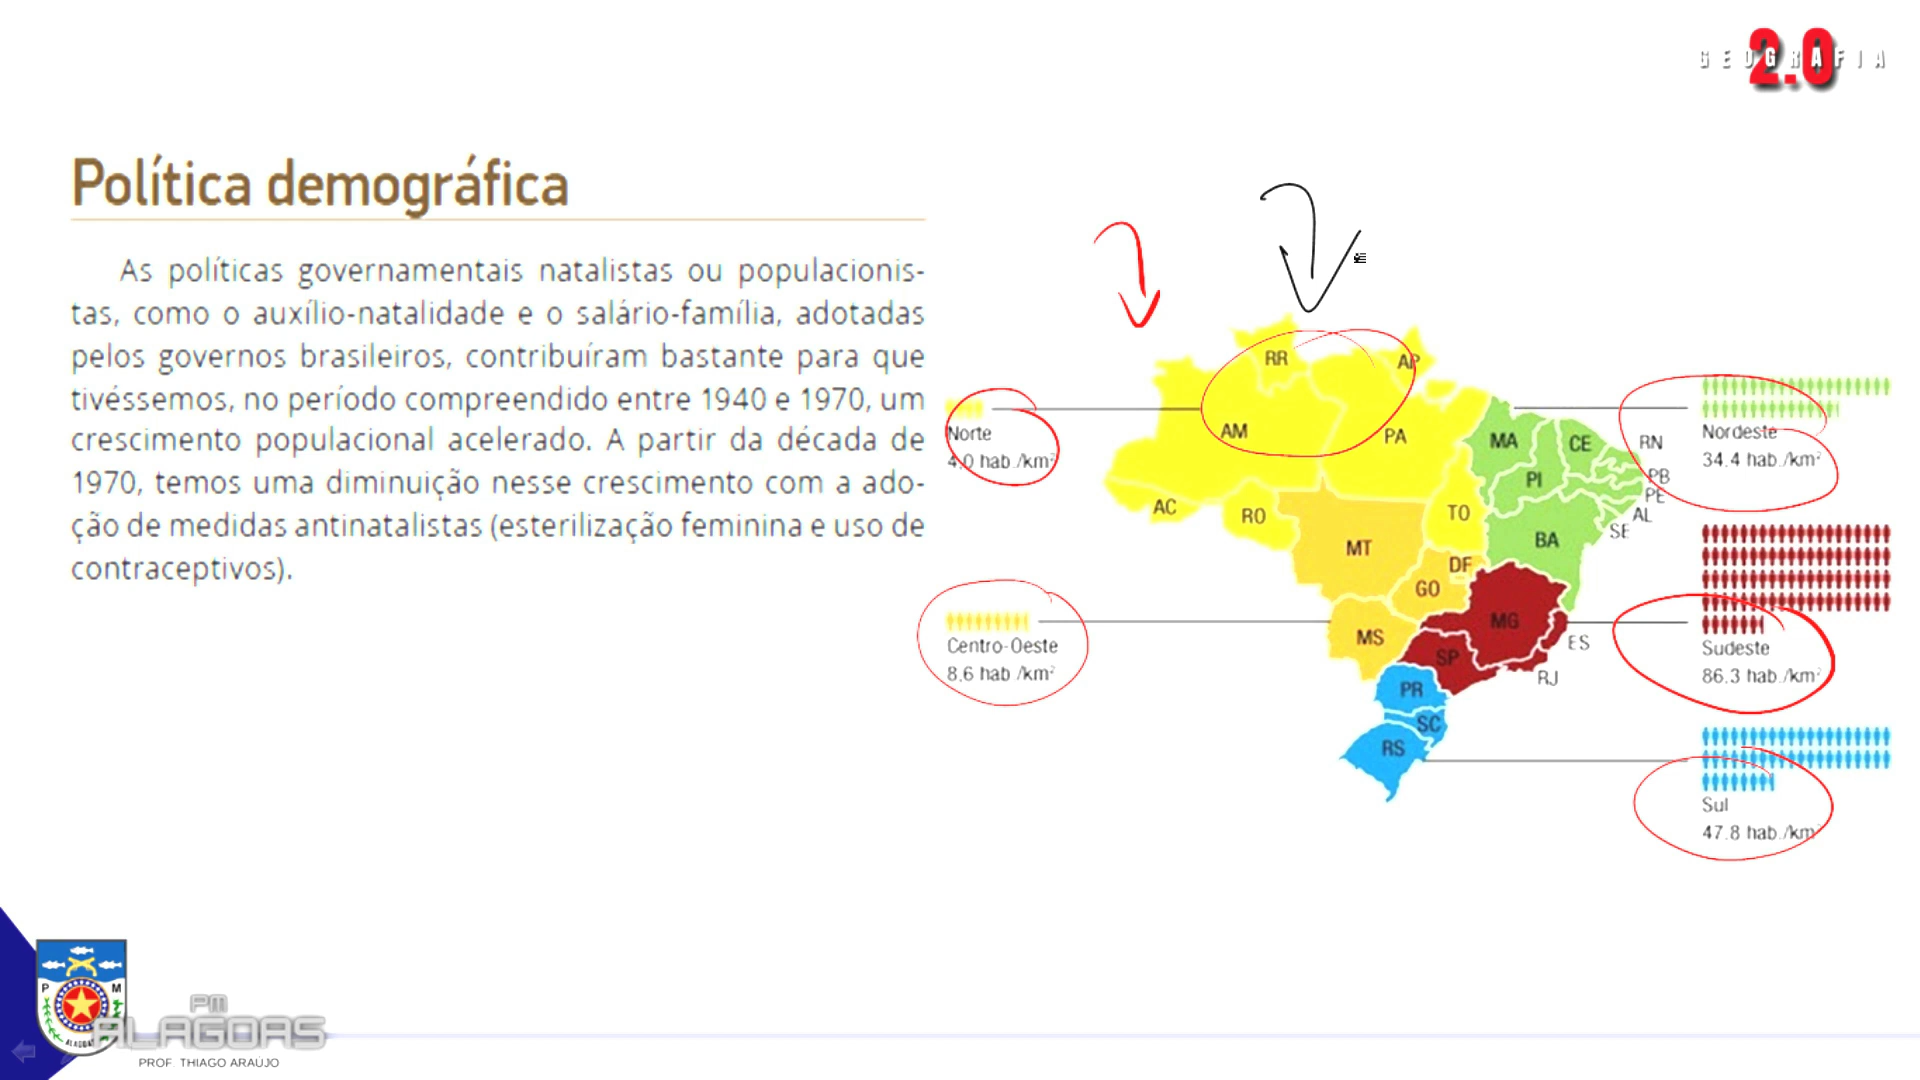 GEOGRAFIA
2.0
Política demográfica
As políticas governamentais natalistas ou populacionis-
tas, como o auxílio-natalidade e o salário-família, adotadas
pelos governos brasileiros, contribuíram bastante para que
tivéssemos, no período compreendido entre 1940 e 1970, um
crescimento populacional acelerado. A partir da década de
1970, temos uma diminuição nesse crescimento com a ado-
ção de medidas antinatalistas (esterilização feminina e uso de
contraceptivos).
Norte
4.0 hab./km²
Centro-Oeste
8.6 hab /km²
RR
AP
AM
PA
AC
RO
TO
MT
DF
GO
MS
MA
CE
RN
PI
PB
PE
AL
SE
BA
MG
ES
SP
RJ
PR
SC
RS
Nordeste
34.4 hab./km²
Sudeste
86.3 hab./km²
Sul
47.8 hab./km²
P M
ALAGOAS
PM
ALAGOAS
PROF THIAGO ARAÚJO